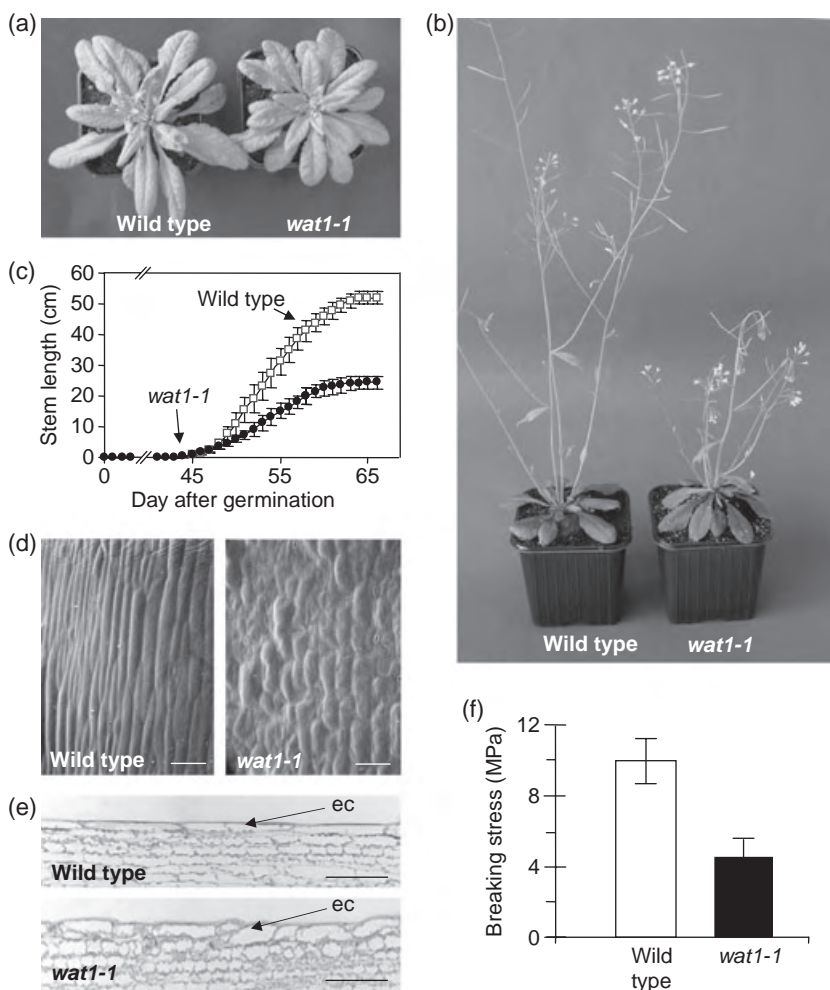 (a)
Wild type wat1-1
(b)
Wild type wat1-1
(c)
Stem length (cm)
60
50
40
30
20
10
0
Wild type
wat1-1
0 45 55 65
Day after germination
(d)
Wild type wat1-1
(e)
ec
Wild type
ec
wat1-1
(f)
Breaking stress (MPa)
12
8
4
0
Wild
type
wat1-1